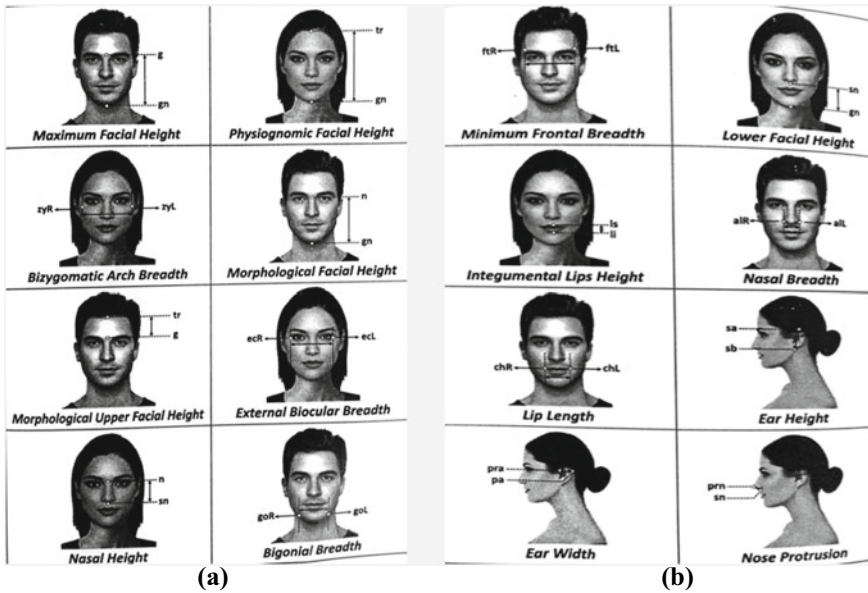 g
gn
Maximum Facial Height
tr
gn
Physiognomic Facial Height
zyR
zyL
Bizygomatic Arch Breadth
n
gn
Morphological Facial Height
tr
g
Morphological Upper Facial Height
ecR
ecL
External Biocular Breadth
n
sn
Nasal Height
goR
goL
Bigonial Breadth
(a)
ftR
ftL
Minimum Frontal Breadth
sn
gn
Lower Facial Height
ls
li
Integumental Lips Height
alR
alL
Nasal Breadth
chR
chL
Lip Length
sa
sb
Ear Height
pra
pa
Ear Width
prn
sn
Nose Protrusion
(b)